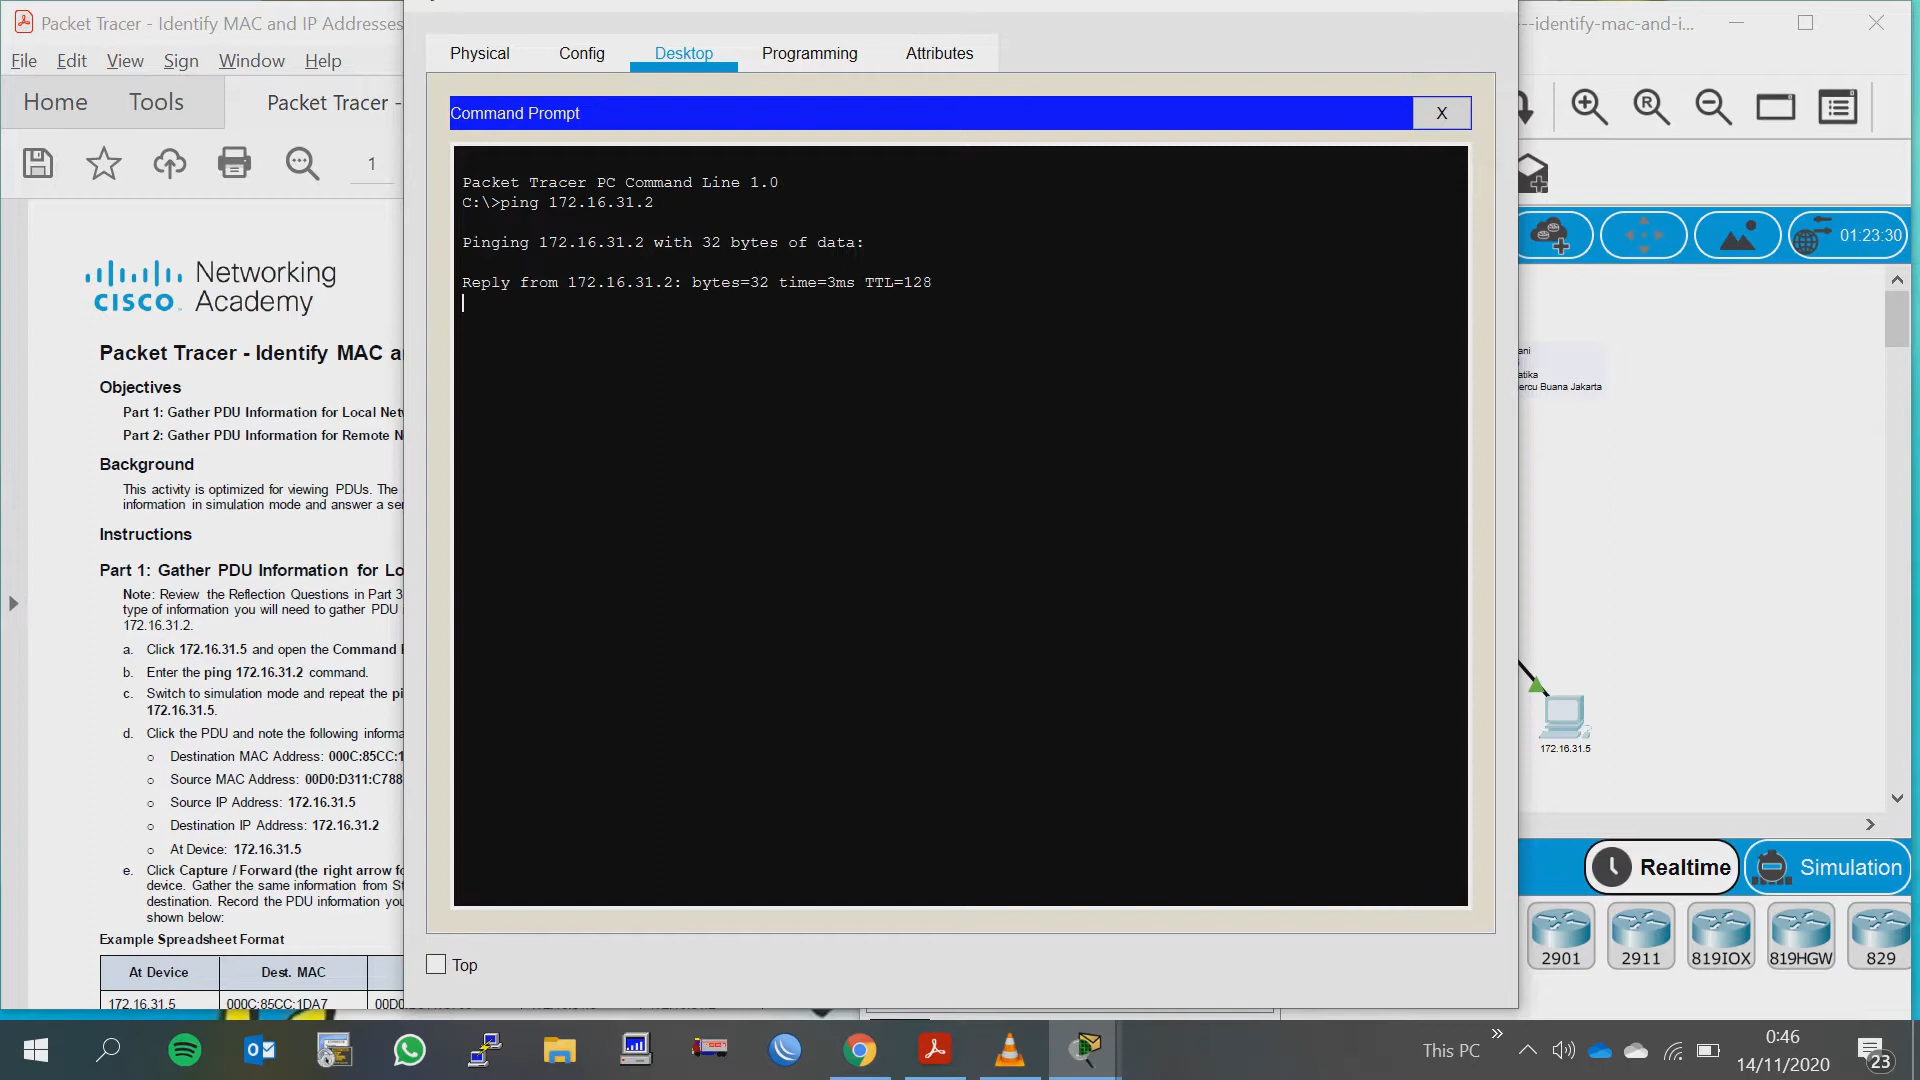 Packet Tracer - Identify MAC and IP Addresses
---identify-mac-and-i...
File Edit View Sign Window Help
Home Tools Packet Tracer -
1
Networking
CISCO Academy
Packet Tracer - Identify MAC a
Objectives
Part 1: Gather PDU Information for Local Net
Part 2: Gather PDU Information for Remote N
Background
This activity is optimized for viewing PDUs. The
information in simulation mode and answer a se
Instructions
Part 1: Gather PDU Information for Lo
Note: Review the Reflection Questions in Part 3
type of information you will need to gather PDU
172.16.31.2.
a. Click 172.16.31.5 and open the Command
b. Enter the ping 172.16.31.2 command.
c. Switch to simulation mode and repeat the pi
172.16.31.5.
d. Click the PDU and note the following informa
o Destination MAC Address: 000C:85CC:1
o Source MAC Address: 00D0:D311:C788
o Source IP Address: 172.16.31.5
o Destination IP Address: 172.16.31.2
o At Device: 172.16.31.5
e. Click Capture / Forward (the right arrow fo
device. Gather the same information from St
destination. Record the PDU information you
shown below:
Example Spreadsheet Format
At Device Dest. MAC
172.16.31.5 000C:85CC:1DA7 00D0
Physical Config Desktop Programming Attributes
Command Prompt X
Packet Tracer PC Command Line 1.0
C:\>ping 172.16.31.2
Pinging 172.16.31.2 with 32 bytes of data:
Reply from 172.16.31.2: bytes=32 time=3ms TTL=128
Top
R
01:23:30
ani
atika
ercu Buana Jakarta
172.16.31.5
Realtime Simulation
2901 2911 819IOX 819HGW 829
This PC
0:46
14/11/2020
23